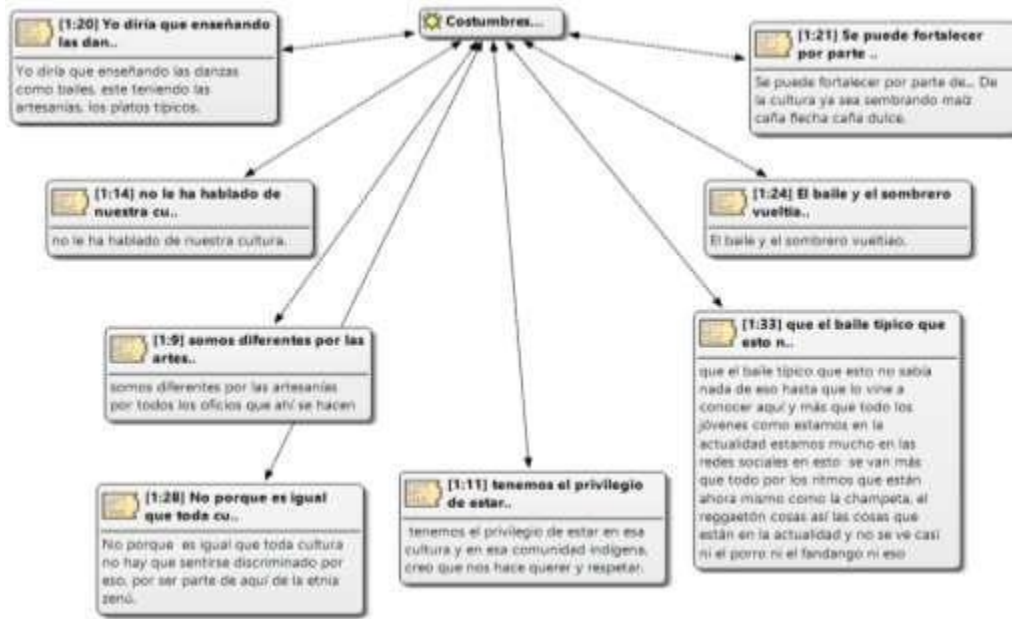 Costumbres...
[1:20] Yo diría que enseñando
las dan..
Yo diría que enseñando las danzas
como bailes, este teniendo las
artesanías, los platos típicos.
[1:21] Se puede fortalecer
por parte ..
Se puede fortalecer por parte de... De
la cultura ya sea sembrando maíz
caña flecha caña dulce.
[1:14] no le ha hablado de
nuestra cu..
no le ha hablado de nuestra cultura.
[1:24] El baile y el sombrero
vueltia..
El baile y el sombrero vueltiao.
[1:9] somos diferentes por las
artes..
somos diferentes por las artesanías
por todos los oficios que ahí se hacen
[1:33] que el baile típico que
esto n..
que el baile típico que esto no sabía
nada de eso hasta que lo vine a
conocer aquí y más que todo los
jóvenes como estamos en la
actualidad estamos mucho en las
redes sociales en esto se van más
que todo por los ritmos que están
ahora mismo como la champeta, el
reggaetón cosas así las cosas que
están en la actualidad y no se ve casi
ni el porro ni el fandango ni eso
[1:28] No porque es igual
que toda cu..
No porque es igual que toda cultura
no hay que sentirse discriminado por
eso, por ser parte de aquí de la etnia
zenú.
[1:11] tenemos el privilegio
de estar..
tenemos el privilegio de estar en esa
cultura y en esa comunidad indígena,
creo que nos hace querer y respetar.